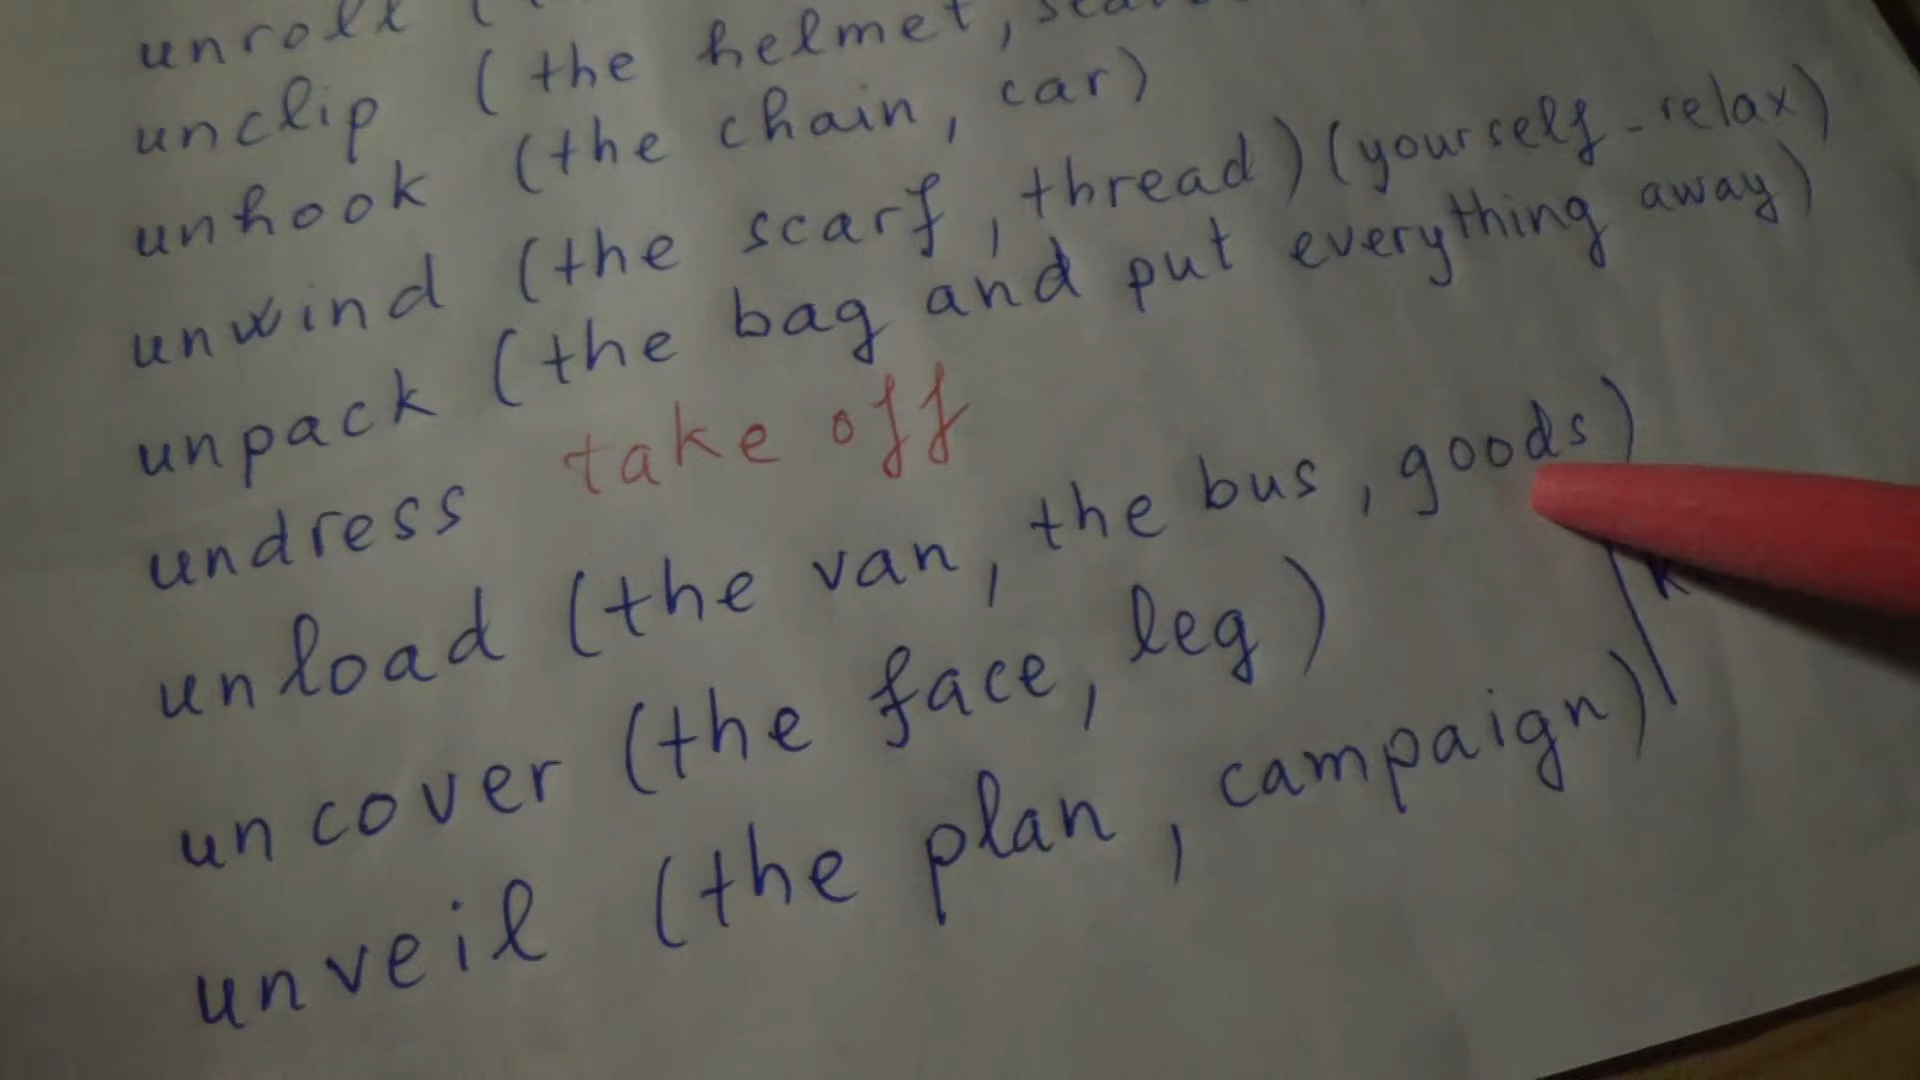 unroll (
unclip (the helmet,
unhook (the chain, car)
unwind (the scarf, thread) (yourself - relax)
unpack (the bag and put everything away)
undress take off
unload (the van, the bus, goods)
uncover (the face, leg)
unveil (the plan, campaign)